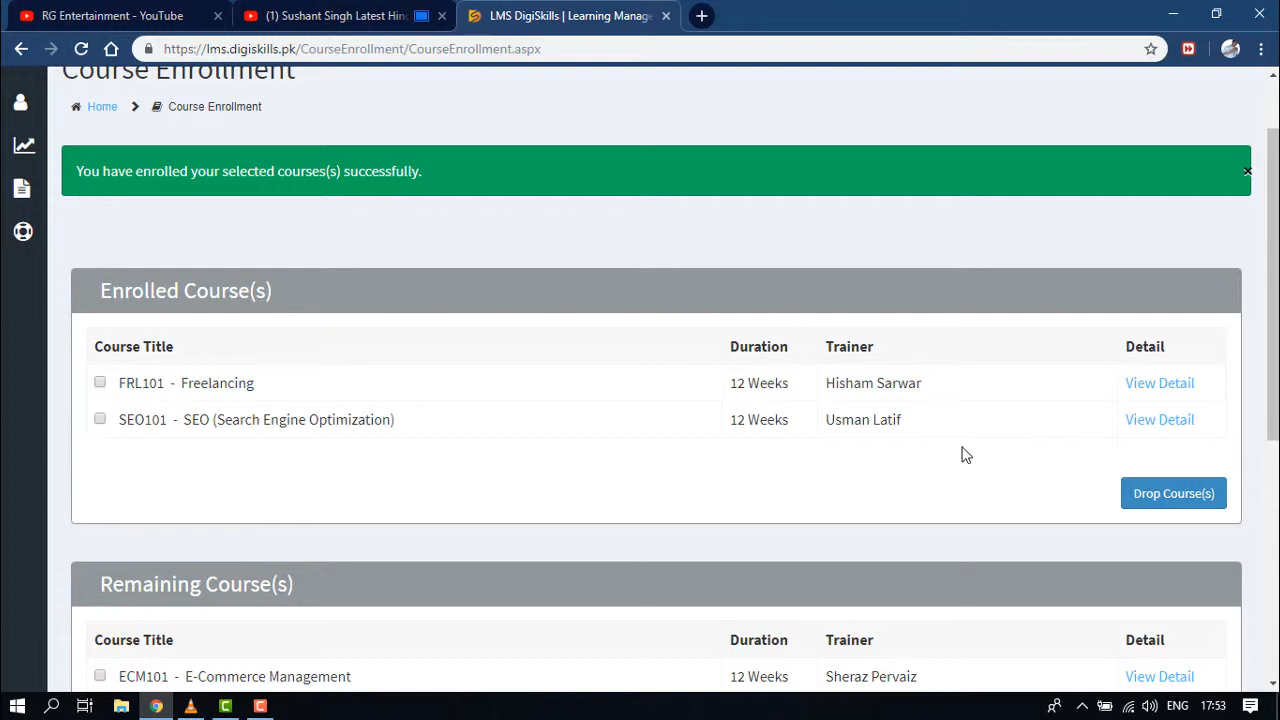 RG Entertainment - YouTube
(1) Sushant Singh Latest Hin
LMS DigiSkills | Learning Manage
https://lms.digiskills.pk/CourseEnrollment/CourseEnrollment.aspx
Course Enrollment
Home Course Enrollment
You have enrolled your selected courses(s) successfully.
×
Enrolled Course(s)
Course Title Duration Trainer Detail
FRL101 - Freelancing 12 Weeks Hisham Sarwar View Detail
SEO101 - SEO (Search Engine Optimization) 12 Weeks Usman Latif View Detail
Drop Course(s)
Remaining Course(s)
Course Title Duration Trainer Detail
ECM101 - E-Commerce Management 12 Weeks Sheraz Pervaiz View Detail
ENG 17:53